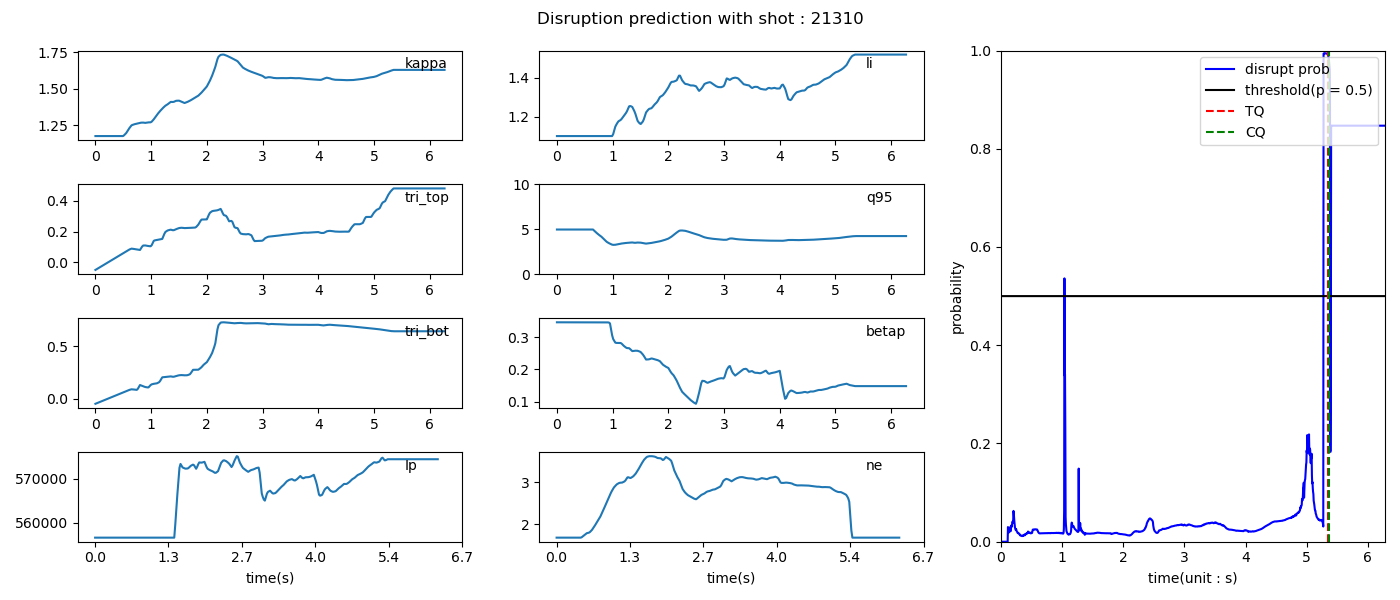 Disruption prediction with shot : 21310
kappa
1.75
1.50
1.25
0 1 2 3 4 5 6
li
1.4
1.2
0 1 2 3 4 5 6
tri_top
0.4
0.2
0.0
0 1 2 3 4 5 6
q95
10
5
0
0 1 2 3 4 5 6
tri_bot
0.5
0.0
0 1 2 3 4 5 6
betap
0.3
0.2
0.1
0 1 2 3 4 5 6
Ip
570000
560000
0.0 1.3 2.7 4.0 5.4 6.7
time(s)
ne
3
2
0.0 1.3 2.7 4.0 5.4 6.7
time(s)
disrupt prob
threshold(p = 0.5)
TQ
CQ
1.0
0.8
0.6
0.4
0.2
0.0
probability
0 1 2 3 4 5 6
time(unit : s)